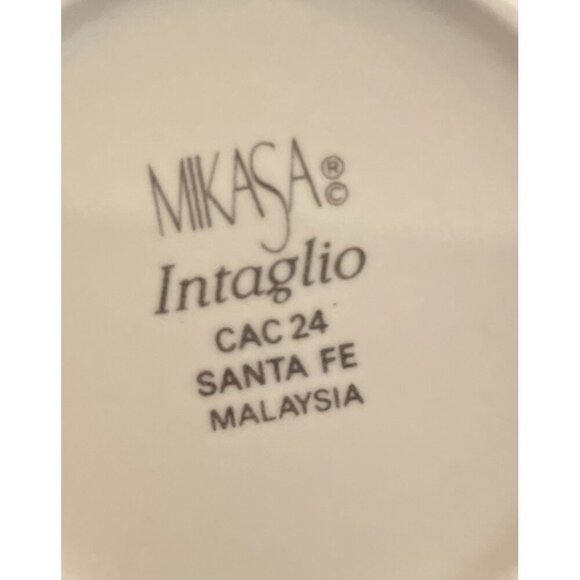 MIKASA®©
Intaglio
CAC 24
SANTA FE
MALAYSIA